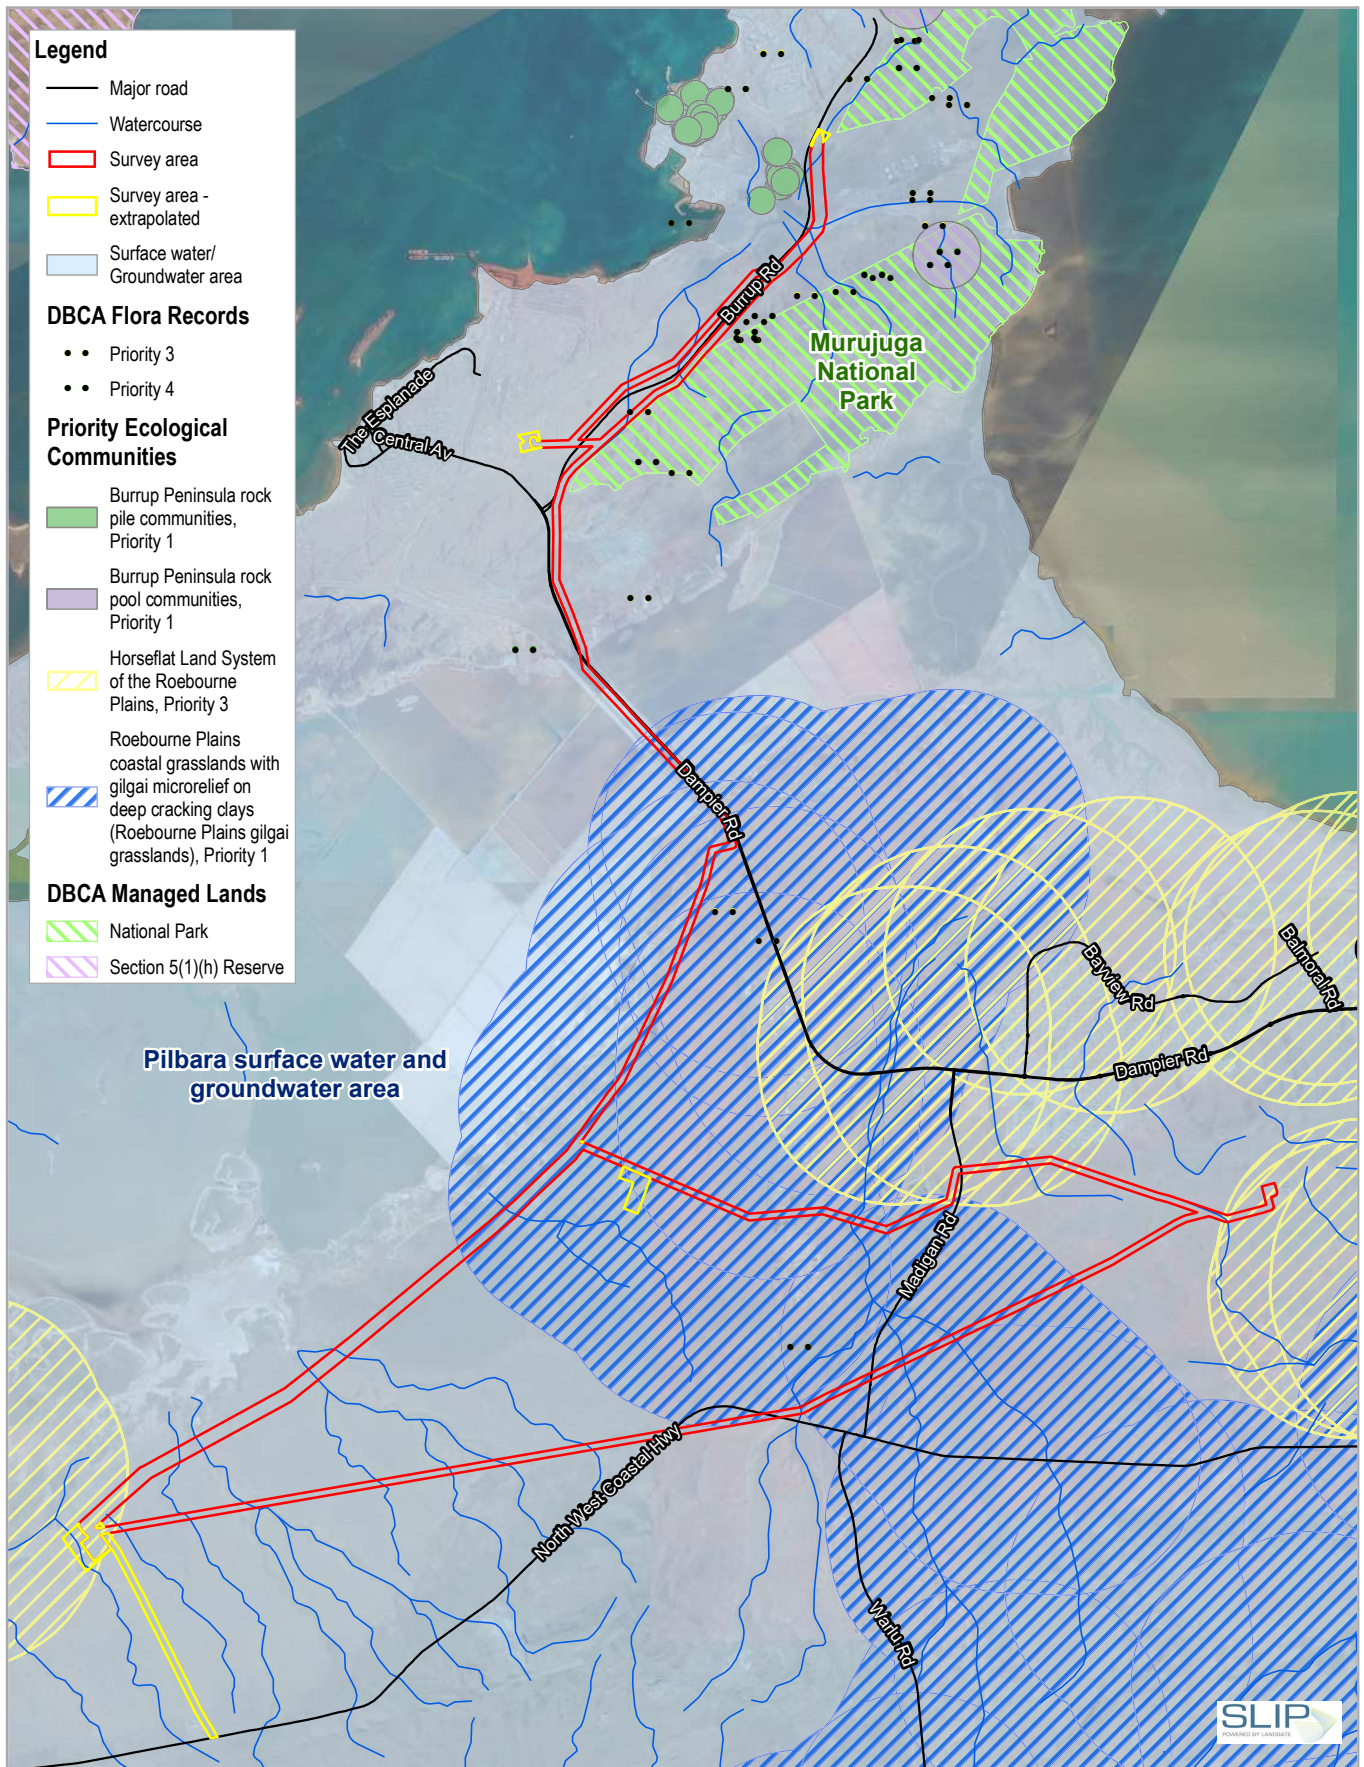 Legend
Major road
Watercourse
Survey area
Survey area -
extrapolated
Surface water/
Groundwater area
DBCA Flora Records
Priority 3
Priority 4
Priority Ecological
Communities
Burrup Peninsula rock
pile communities,
Priority 1
Burrup Peninsula rock
pool communities,
Priority 1
Horseflat Land System
of the Roebourne
Plains, Priority 3
Roebourne Plains
coastal grasslands with
gilgai microrelief on
deep cracking clays
(Roebourne Plains gilgai
grasslands), Priority 1
DBCA Managed Lands
National Park
Section 5(1)(h) Reserve
Burrup Rd
Murujuga
National
Park
The Esplanade
Central Av
Dampier Rd
Bayview Rd
Balmoral Rd
Dampier Rd
Pilbara surface water and
groundwater area
Madigan Rd
North West Coastal Hwy
Warlu Rd
SLIP
POWERED BY LANDGATE